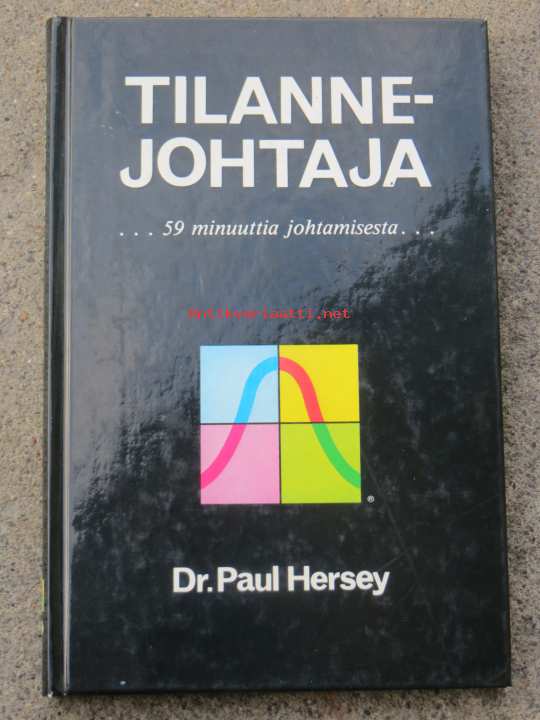 TILANNE-
JOHTAJA
. . . 59 minuuttia johtamisesta . . .
Antikvariaatti.net
®
Dr. Paul Hersey